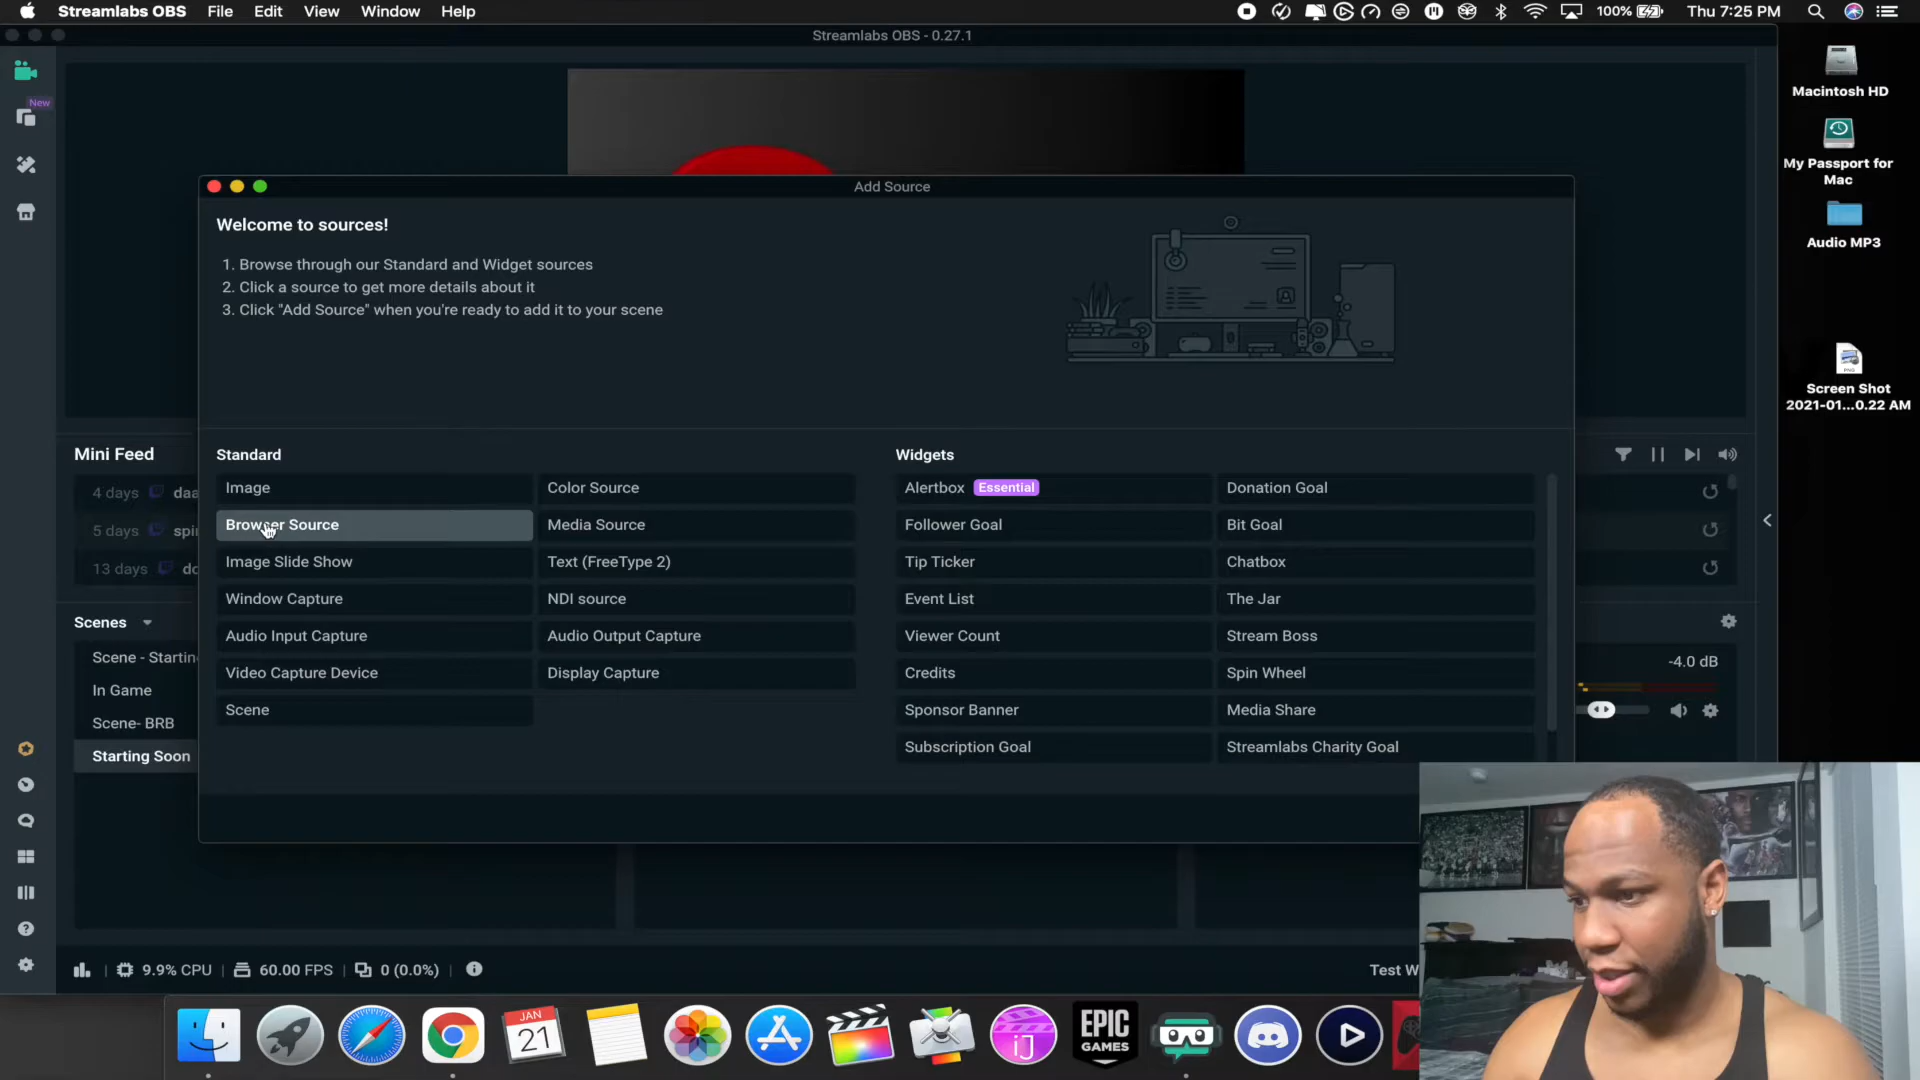 Streamlabs OBS File Edit View Window Help
100% Thu 7:25 PM
Streamlabs OBS - 0.27.1
New
Macintosh HD
My Passport for
Mac
Audio MP3
Screen Shot
2021-01...0.22 AM
Add Source
Welcome to sources!
1. Browse through our Standard and Widget sources
2. Click a source to get more details about it
3. Click "Add Source" when you're ready to add it to your scene
Standard
Image
Color Source
Browser Source
Media Source
Image Slide Show
Text (FreeType 2)
Window Capture
NDI source
Audio Input Capture
Audio Output Capture
Video Capture Device
Display Capture
Scene
Widgets
Alertbox Essential
Donation Goal
Follower Goal
Bit Goal
Tip Ticker
Chatbox
Event List
The Jar
Viewer Count
Stream Boss
Credits
Spin Wheel
Sponsor Banner
Media Share
Subscription Goal
Streamlabs Charity Goal
Mini Feed
4 days daa
5 days spi
13 days do
Scenes
Scene - Startin
In Game
Scene- BRB
Starting Soon
-4.0 dB
9.9% CPU
60.00 FPS
0 (0.0%)
Test W
JAN
21
EPIC
GAMES